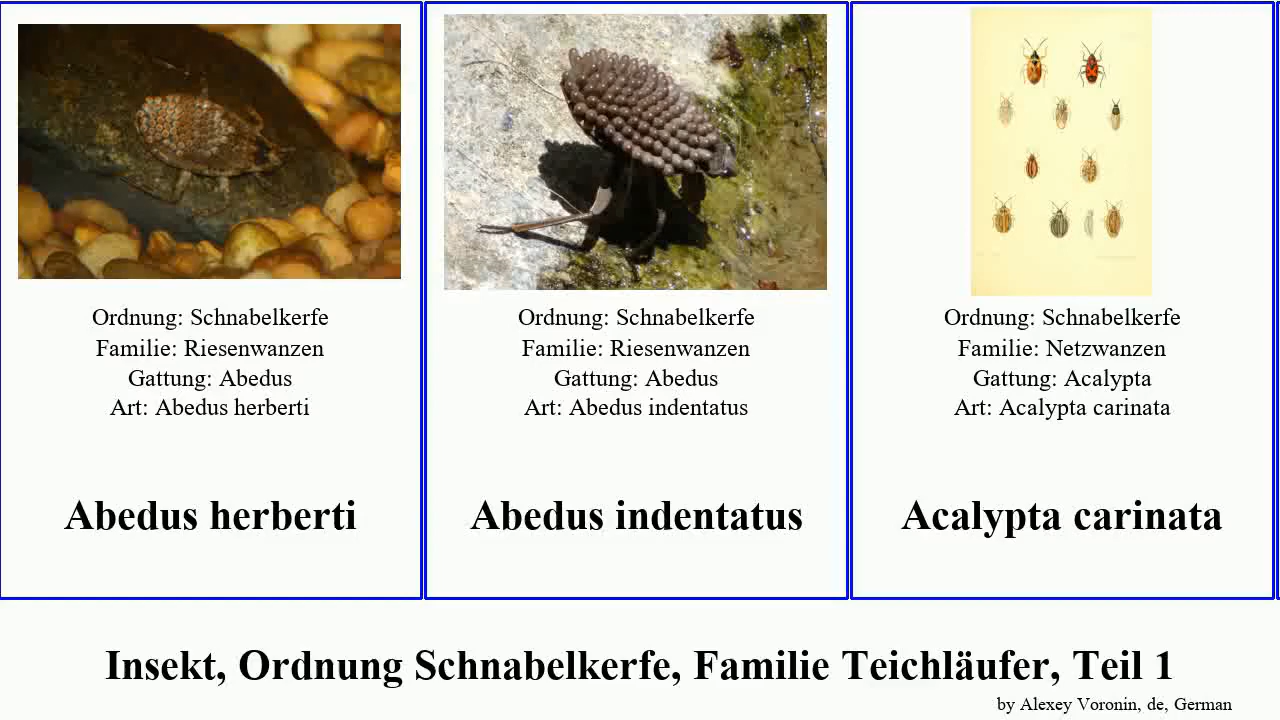 Ordnung: Schnabelkerfe
Familie: Riesenwanzen
Gattung: Abedus
Art: Abedus herberti
Abedus herberti
Ordnung: Schnabelkerfe
Familie: Riesenwanzen
Gattung: Abedus
Art: Abedus indentatus
Abedus indentatus
Ordnung: Schnabelkerfe
Familie: Netzwanzen
Gattung: Acalypta
Art: Acalypta carinata
Acalypta carinata
Insekt, Ordnung Schnabelkerfe, Familie Teichläufer, Teil 1
by Alexey Voronin, de, German